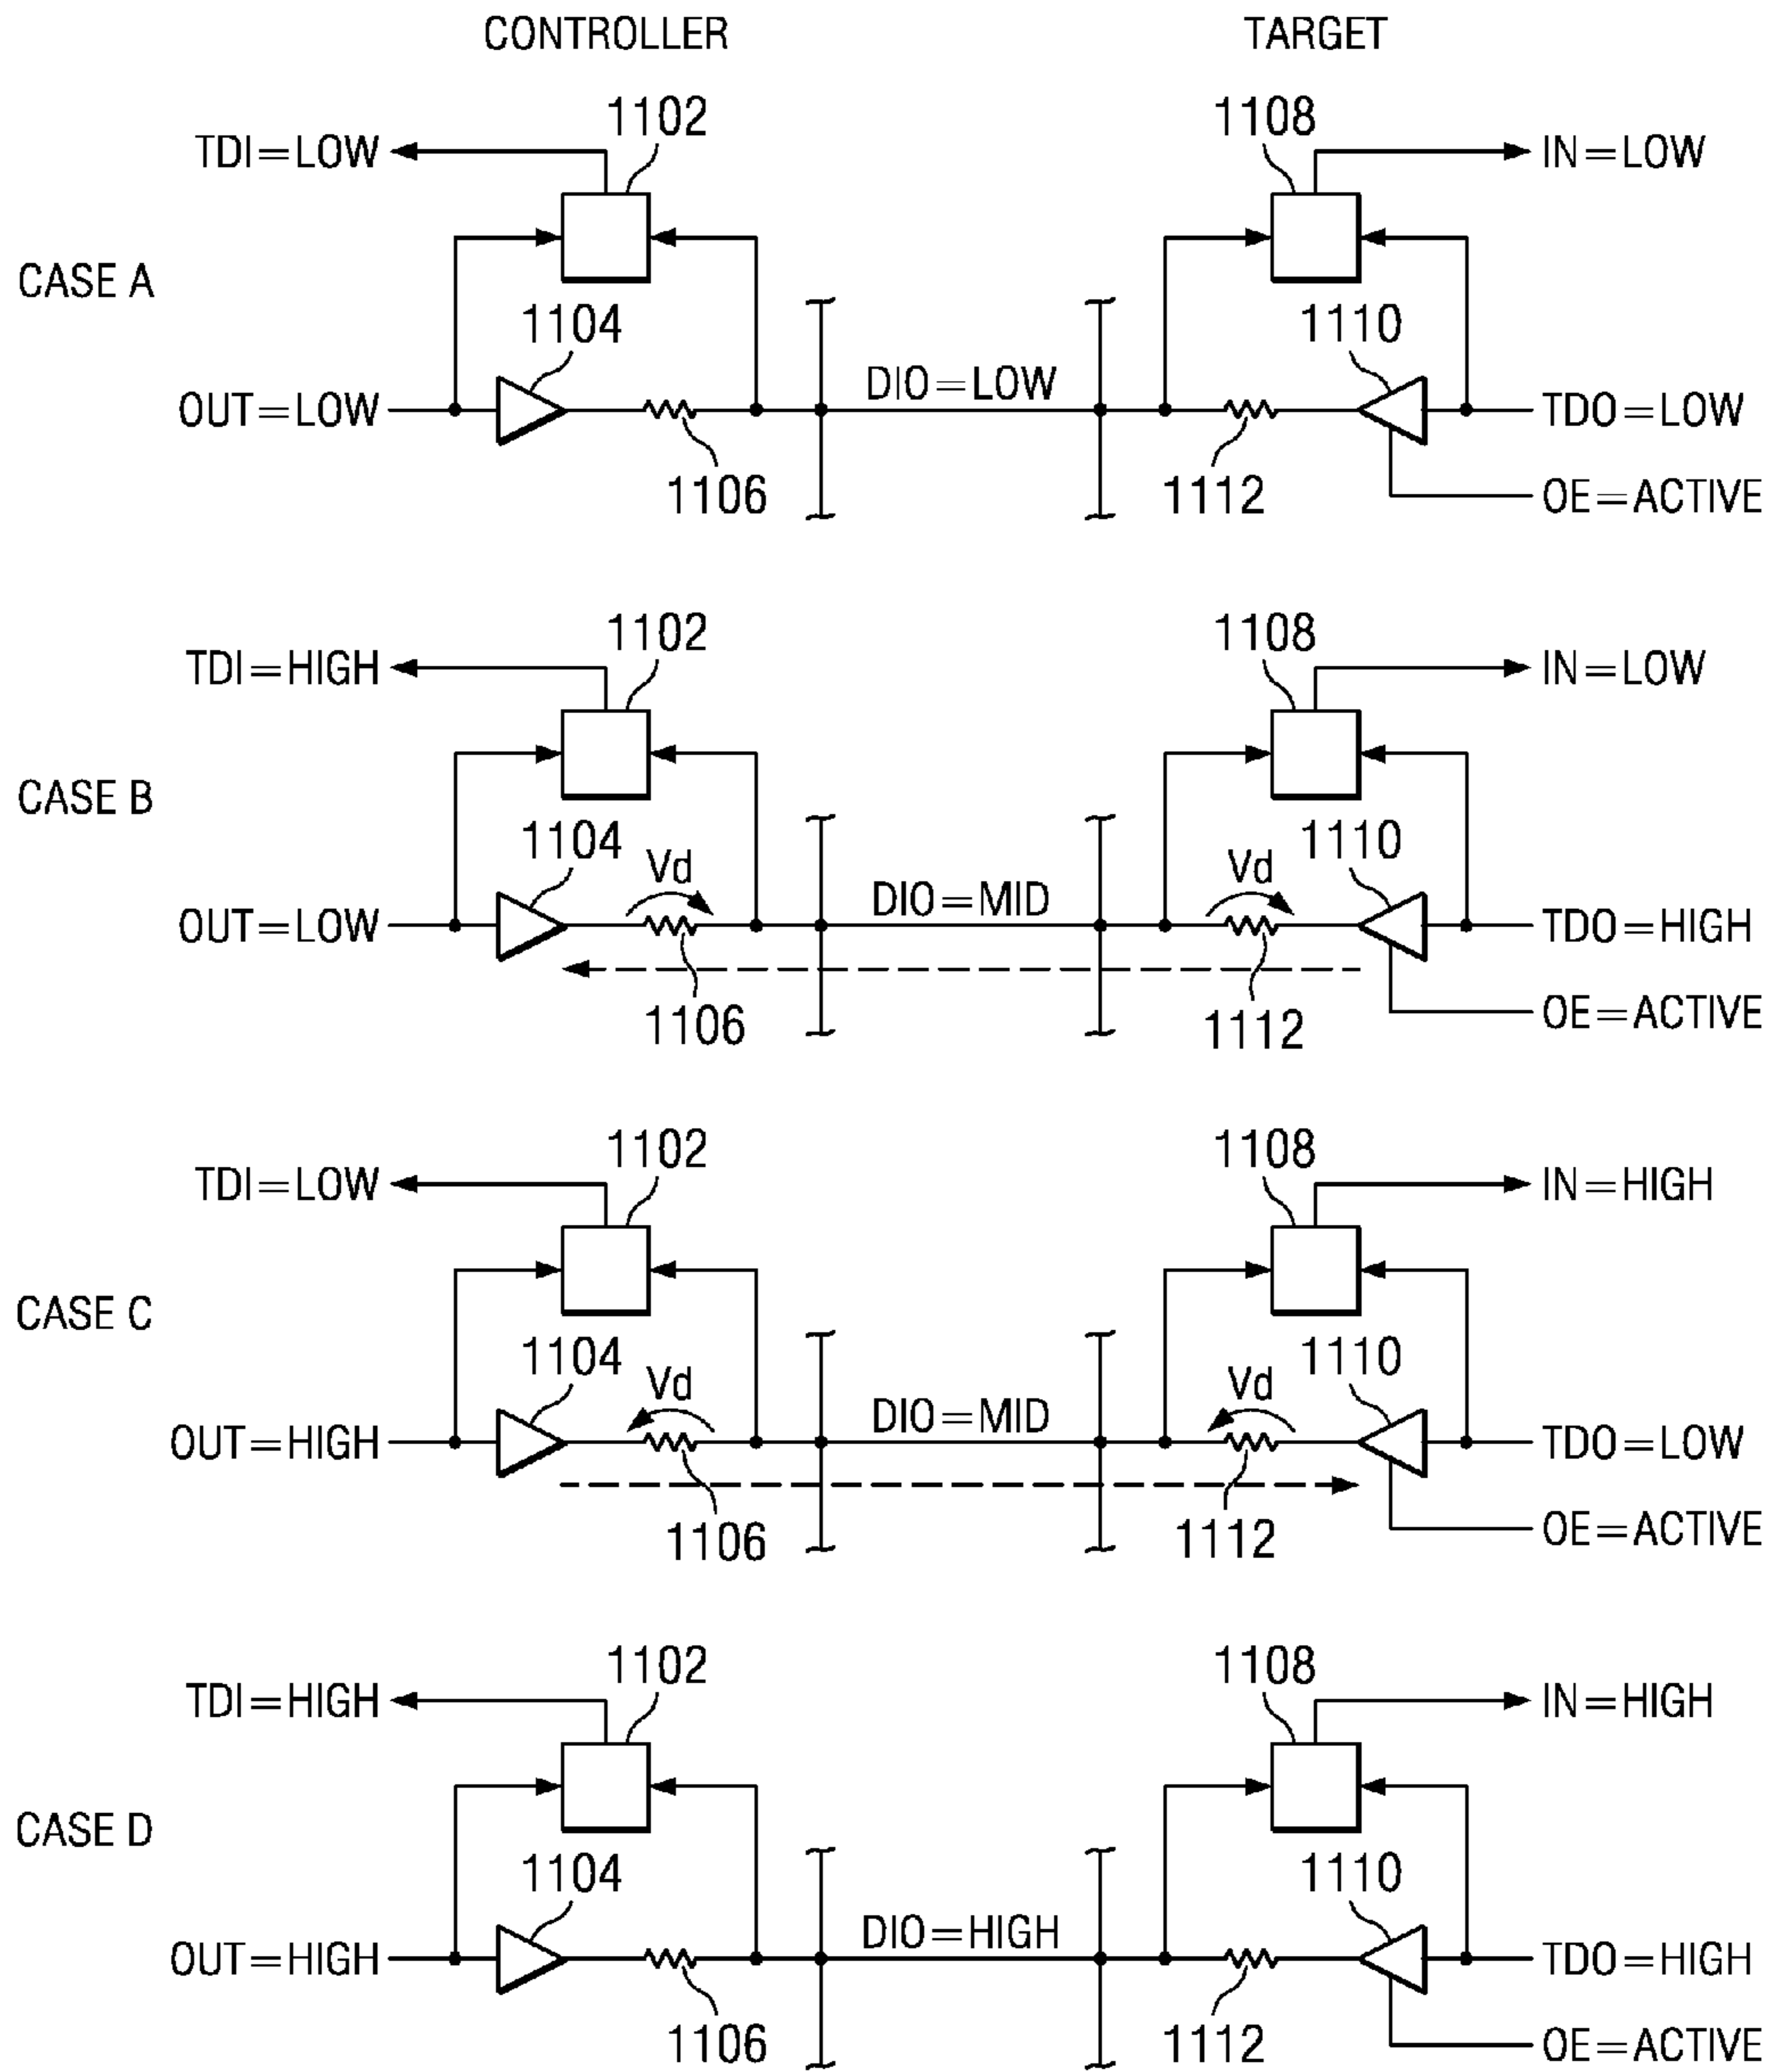 CONTROLLER TARGET
1102 1108
TDI=LOW IN=LOW
CASE A
1104 1110
OUT=LOW DIO=LOW TDO=LOW
1106 1112 OE=ACTIVE
1102 1108
TDI=HIGH IN=LOW
CASE B
1104 1110
Vd Vd
OUT=LOW DIO=MID TDO=HIGH
1106 1112 OE=ACTIVE
1102 1108
TDI=LOW IN=HIGH
CASE C
1104 1110
Vd Vd
OUT=HIGH DIO=MID TDO=LOW
1106 1112 OE=ACTIVE
1102 1108
TDI=HIGH IN=HIGH
CASE D
1104 1110
OUT=HIGH DIO=HIGH TDO=HIGH
1106 1112 OE=ACTIVE